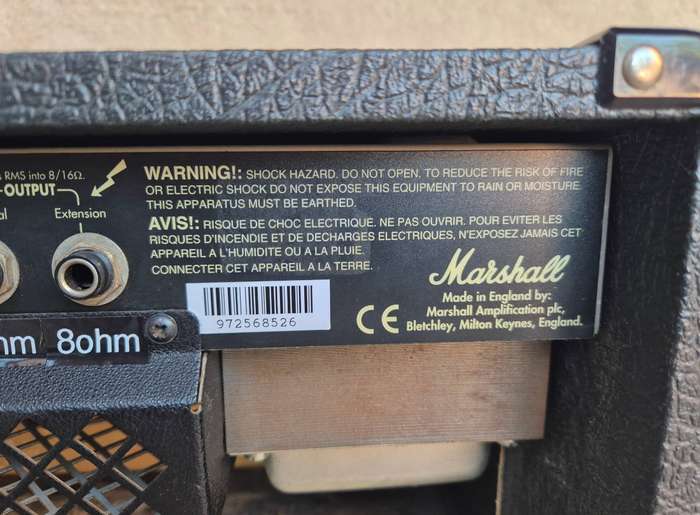 RMS into 8/16Ω.
OUTPUT
Extension
WARNING!: SHOCK HAZARD. DO NOT OPEN. TO REDUCE THE RISK OF FIRE
OR ELECTRIC SHOCK DO NOT EXPOSE THIS EQUIPMENT TO RAIN OR MOISTURE.
THIS APPARATUS MUST BE EARTHED.
AVIS!: RISQUE DE CHOC ELECTRIQUE. NE PAS OUVRIR. POUR EVITER LES
RISQUES D'INCENDIE ET DE DECHARGES ELECTRIQUES, N'EXPOSEZ JAMAIS CET
APPAREIL A L'HUMIDITE OU A LA PLUIE.
CONNECTER CET APPAREIL A LA TERRE.
972568526
CE
Marshall
Made in England by:
Marshall Amplification plc,
Bletchley, Milton Keynes, England.
8ohm